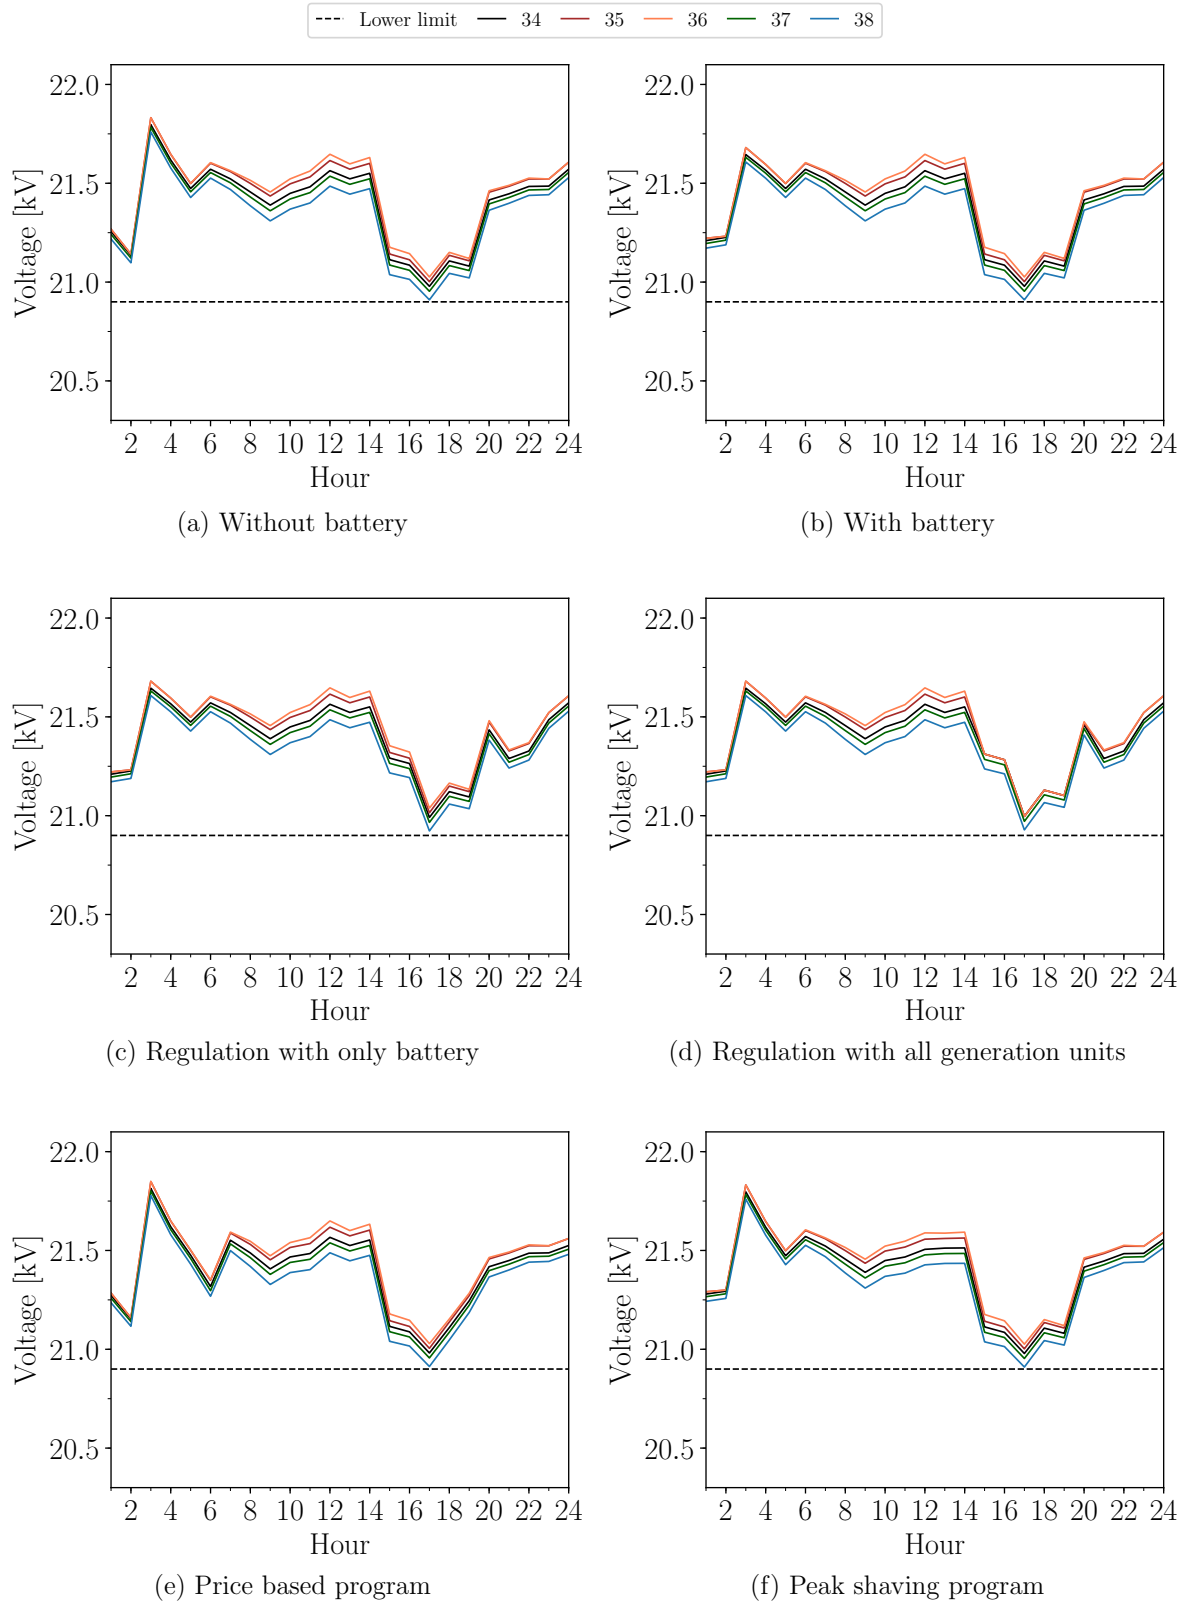 Lower limit 34 35 36 37 38
22.0
21.5
21.0
20.5
Voltage [kV]
2 4 6 8 10 12 14 16 18 20 22 24
Hour
(a) Without battery
22.0
21.5
21.0
20.5
Voltage [kV]
2 4 6 8 10 12 14 16 18 20 22 24
Hour
(b) With battery
22.0
21.5
21.0
20.5
Voltage [kV]
2 4 6 8 10 12 14 16 18 20 22 24
Hour
(c) Regulation with only battery
22.0
21.5
21.0
20.5
Voltage [kV]
2 4 6 8 10 12 14 16 18 20 22 24
Hour
(d) Regulation with all generation units
22.0
21.5
21.0
20.5
Voltage [kV]
2 4 6 8 10 12 14 16 18 20 22 24
Hour
(e) Price based program
22.0
21.5
21.0
20.5
Voltage [kV]
2 4 6 8 10 12 14 16 18 20 22 24
Hour
(f) Peak shaving program